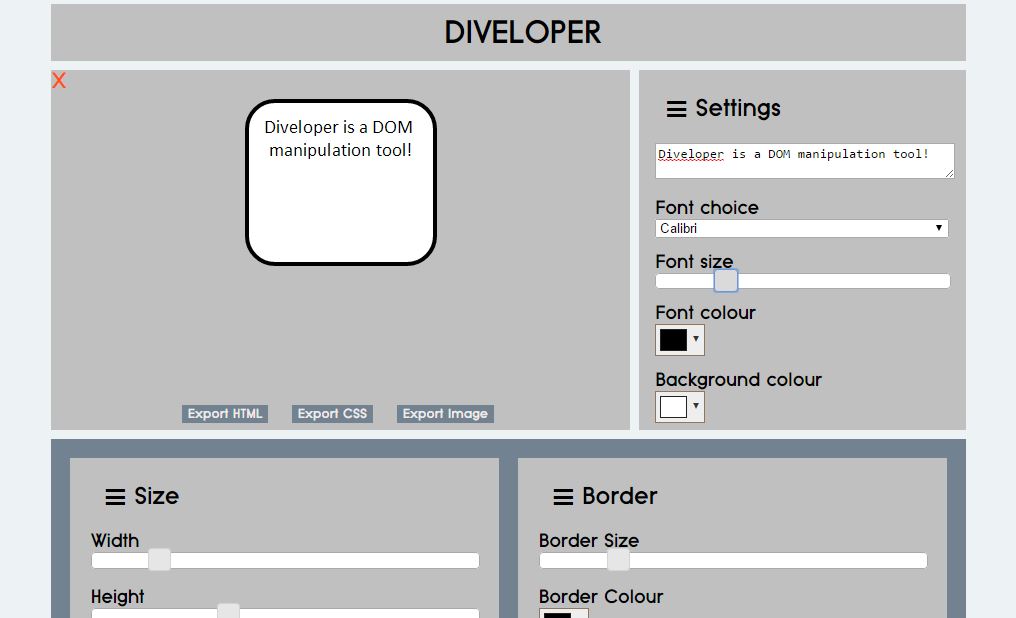 DIVELOPER
X
Diveloper is a DOM
manipulation tool!
Export HTML
Export CSS
Export Image
Settings
Diveloper is a DOM manipulation tool!
Font choice
Calibri
Font size
Font colour
Background colour
Size
Width
Height
Border
Border Size
Border Colour